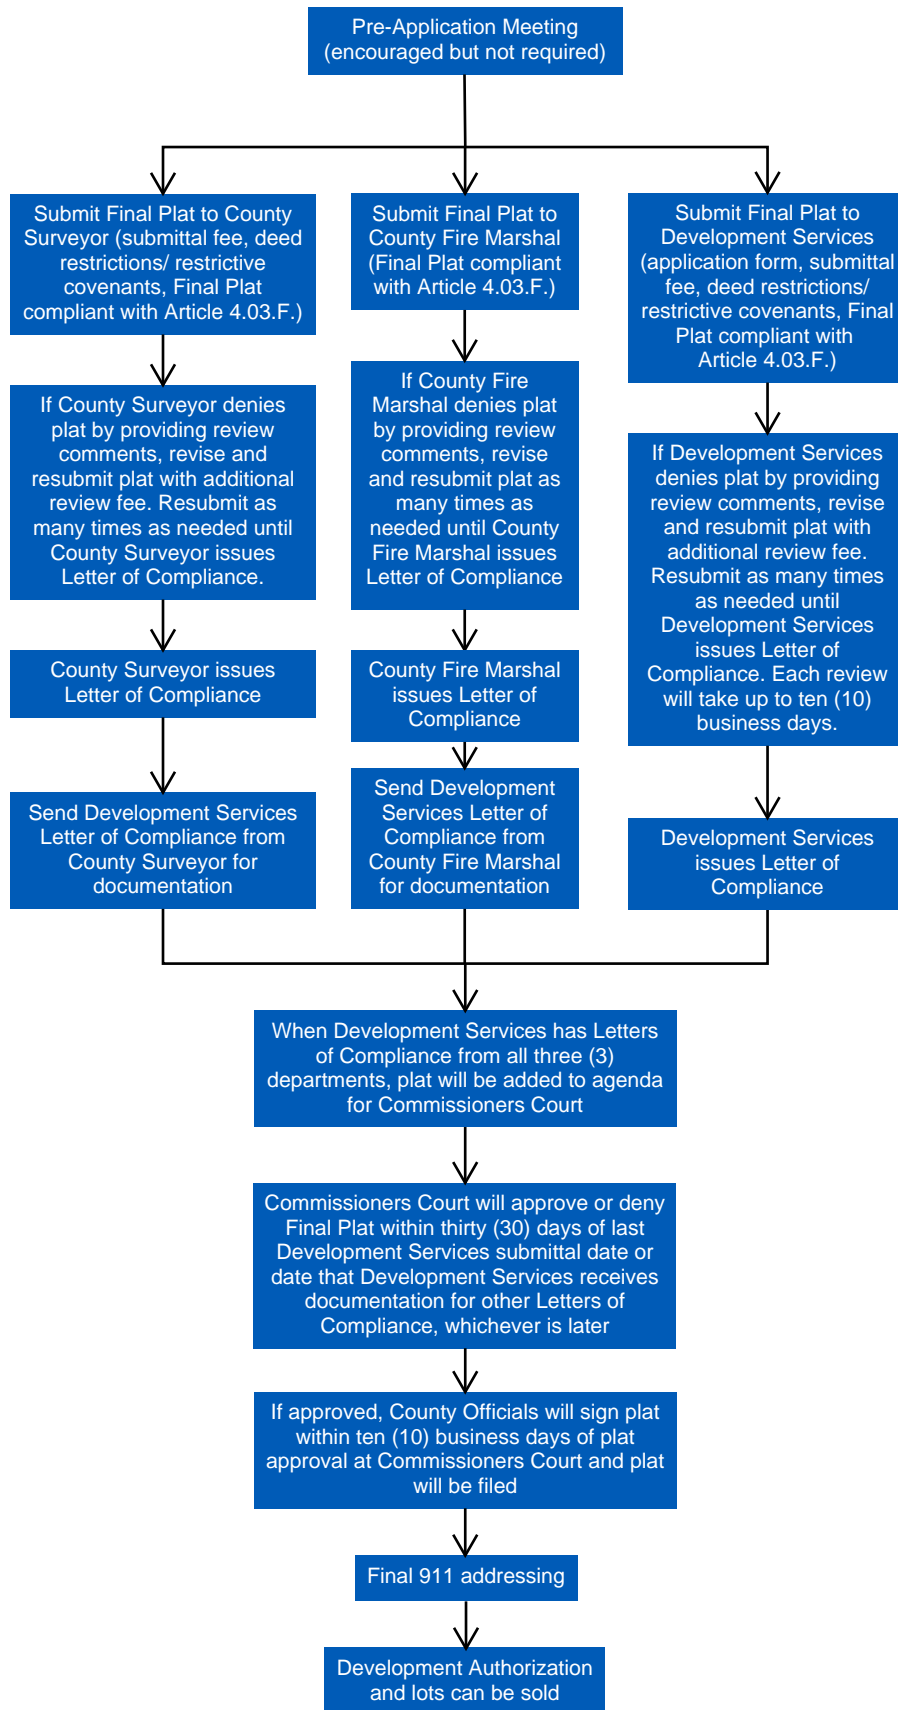 Pre-Application Meeting
(encouraged but not required)
Submit Final Plat to County
Surveyor (submittal fee, deed
restrictions/ restrictive
covenants, Final Plat
compliant with Article 4.03.F.)
If County Surveyor denies
plat by providing review
comments, revise and
resubmit plat with additional
review fee. Resubmit as
many times as needed until
County Surveyor issues
Letter of Compliance.
County Surveyor issues
Letter of Compliance
Send Development Services
Letter of Compliance from
County Surveyor for
documentation
Submit Final Plat to
County Fire Marshal
(Final Plat compliant
with Article 4.03.F.)
If County Fire
Marshal denies plat
by providing review
comments, revise
and resubmit plat as
many times as
needed until County
Fire Marshal issues
Letter of Compliance
County Fire Marshal
issues Letter of
Compliance
Send Development
Services Letter of
Compliance from
County Fire Marshal
for documentation
Submit Final Plat to
Development Services
(application form, submittal
fee, deed restrictions/
restrictive covenants, Final
Plat compliant with
Article 4.03.F.)
If Development Services
denies plat by providing
review comments, revise
and resubmit plat with
additional review fee.
Resubmit as many times
as needed until
Development Services
issues Letter of
Compliance. Each review
will take up to ten (10)
business days.
Development Services
issues Letter of
Compliance
When Development Services has Letters
of Compliance from all three (3)
departments, plat will be added to agenda
for Commissioners Court
Commissioners Court will approve or deny
Final Plat within thirty (30) days of last
Development Services submittal date or
date that Development Services receives
documentation for other Letters of
Compliance, whichever is later
If approved, County Officials will sign plat
within ten (10) business days of plat
approval at Commissioners Court and plat
will be filed
Final 911 addressing
Development Authorization
and lots can be sold